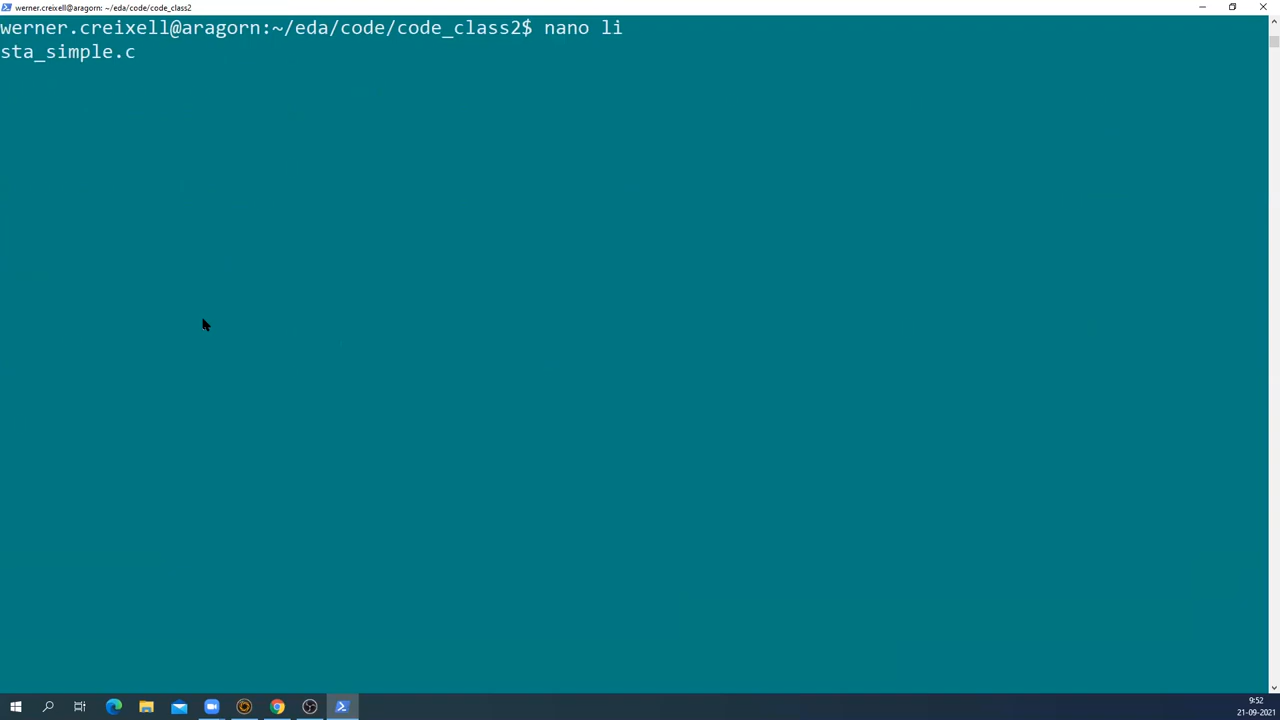 werner.creixell@aragorn: ~/eda/code/code_class2
werner.creixell@aragorn:~/eda/code/code_class2$ nano li
sta_simple.c
9:52
21-09-2021